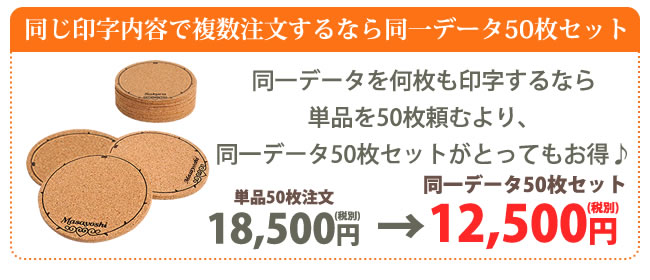 同じ印字内容で複数注文するなら同一データ50枚セット
同一データを何枚も印字するなら
単品を50枚頼むより、
同一データ50枚セットがとってもお得♪
単品50枚注文
18,500円(税別)
→
同一データ50枚セット
12,500円(税別)
Masayoshi